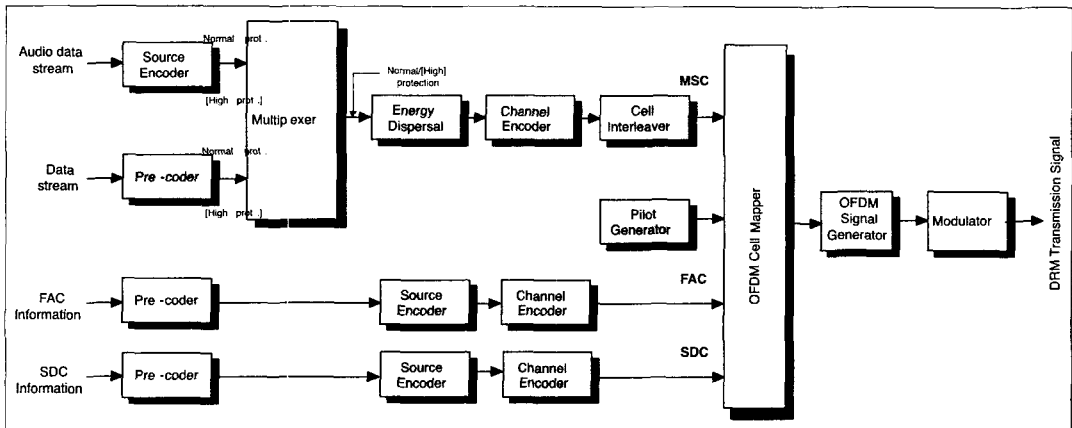 Audio data
stream
Source
Encoder
Normal prot .
[High prot .]
Data
stream
Pre -coder
Normal prot .
[High prot .]
Multip exer
Normal/[High]
protection
Energy
Dispersal
Channel
Encoder
Cell
Interleaver
MSC
Pilot
Generator
FAC
Information
Pre -coder
Source
Encoder
Channel
Encoder
FAC
SDC
Information
Pre -coder
Source
Encoder
Channel
Encoder
SDC
OFDM Cell Mapper
OFDM
Signal
Generator
Modulator
DRM Transmission Signal